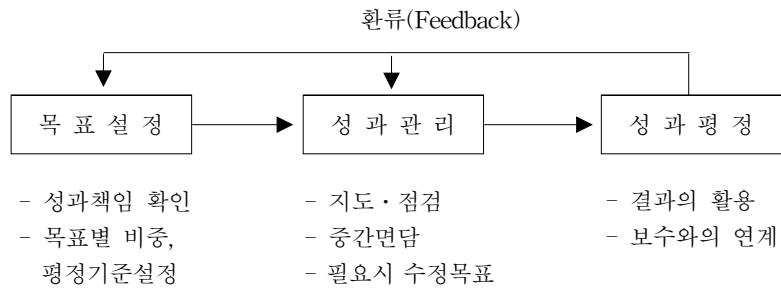 환류(Feedback)
목 표 설 정
성 과 관 리
성 과 평 정
- 성과책임 확인
- 목표별 비중,
평정기준설정
- 지도・점검
- 중간면담
- 필요시 수정목표
- 결과의 활용
- 보수와의 연계